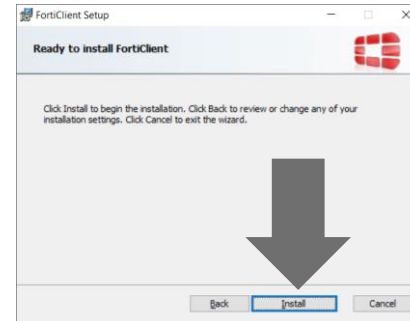 FortiClient Setup
Ready to install FortiClient
Click Install to begin the installation. Click Back to review or change any of your
installation settings. Click Cancel to exit the wizard.
Back Install Cancel